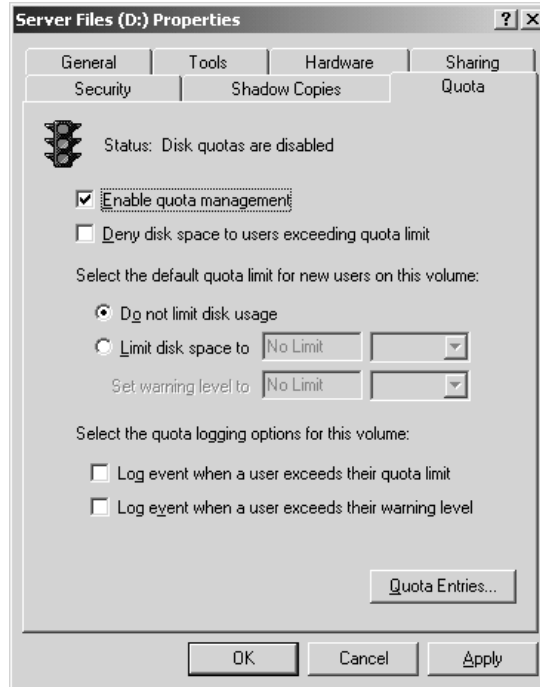 Server Files (D:) Properties
General Tools Hardware Sharing
Security Shadow Copies Quota
Status: Disk quotas are disabled
Enable quota management
Deny disk space to users exceeding quota limit
Select the default quota limit for new users on this volume:
Do not limit disk usage
Limit disk space to No Limit
Set warning level to No Limit
Select the quota logging options for this volume:
Log event when a user exceeds their quota limit
Log event when a user exceeds their warning level
Quota Entries...
OK Cancel Apply